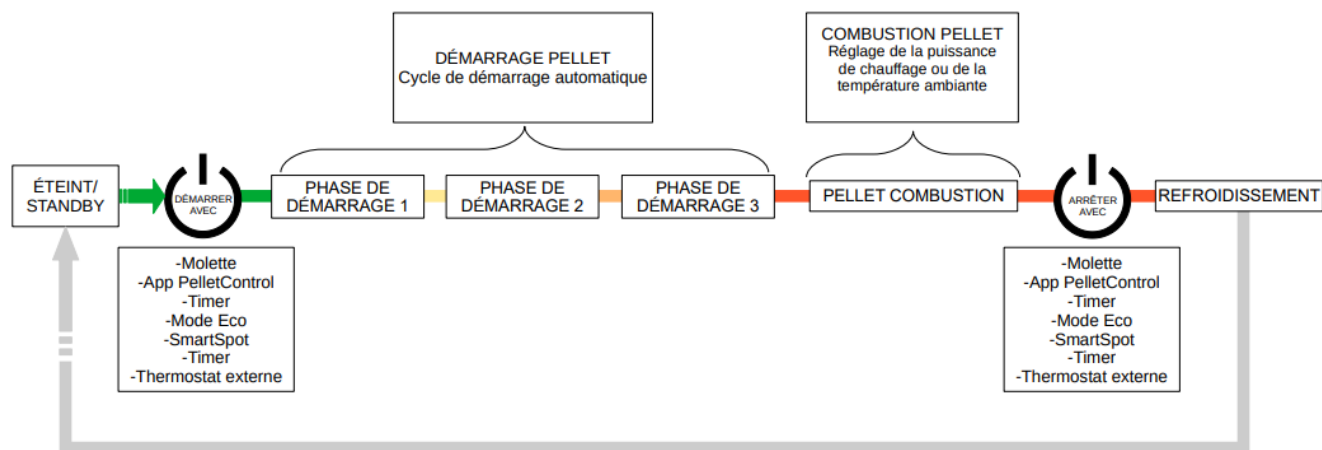 DÉMARRAGE PELLET
Cycle de démarrage automatique
COMBUSTION PELLET
Réglage de la puissance
de chauffage ou de la
température ambiante
ÉTEINT/
STANDBY
DÉMARRER
AVEC
PHASE DE
DÉMARRAGE 1
PHASE DE
DÉMARRAGE 2
PHASE DE
DÉMARRAGE 3
PELLET COMBUSTION
ARRÊTER
AVEC
REFROIDISSEMENT
-Molette
-App PelletControl
-Timer
-Mode Eco
-SmartSpot
-Timer
-Thermostat externe
-Molette
-App PelletControl
-Timer
-Mode Eco
-SmartSpot
-Timer
-Thermostat externe